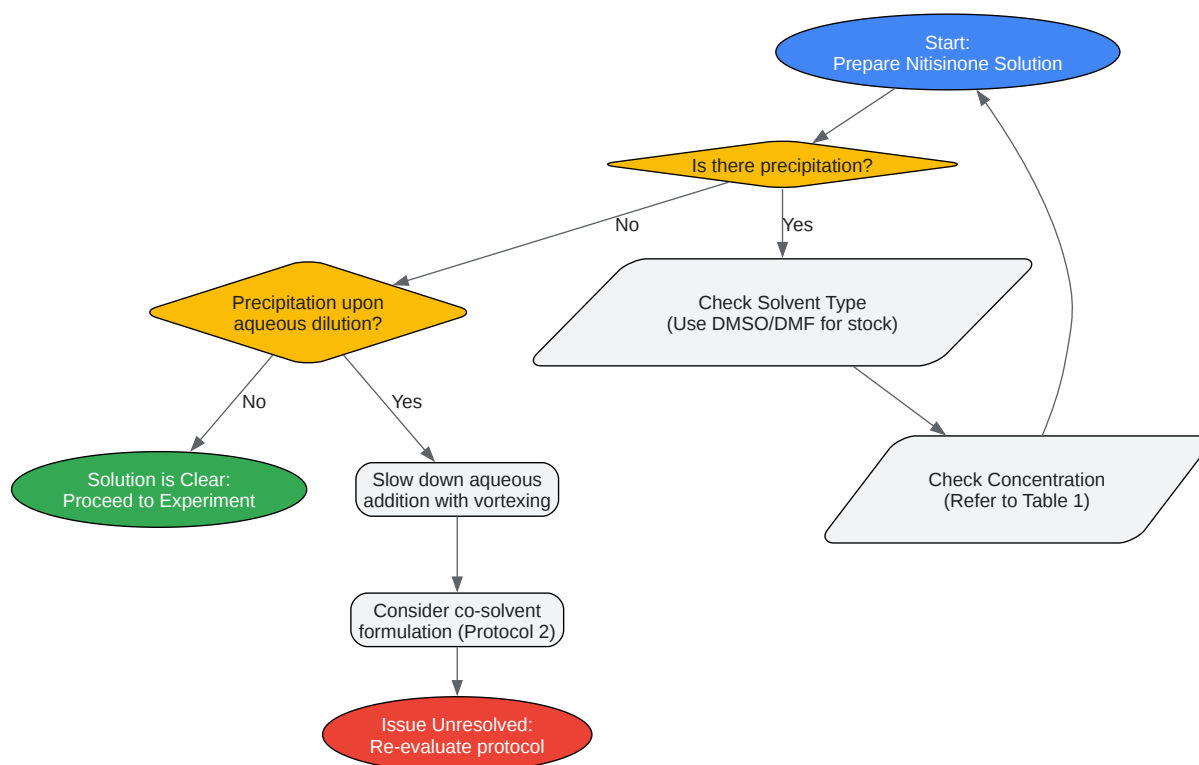 Start:
Prepare Nitisinone Solution
Is there precipitation?
No
Yes
Precipitation upon
aqueous dilution?
Check Solvent Type
(Use DMSO/DMF for stock)
No
Yes
Solution is Clear:
Proceed to Experiment
Slow down aqueous
addition with vortexing
Check Concentration
(Refer to Table 1)
Consider co-solvent
formulation (Protocol 2)
Issue Unresolved:
Re-evaluate protocol